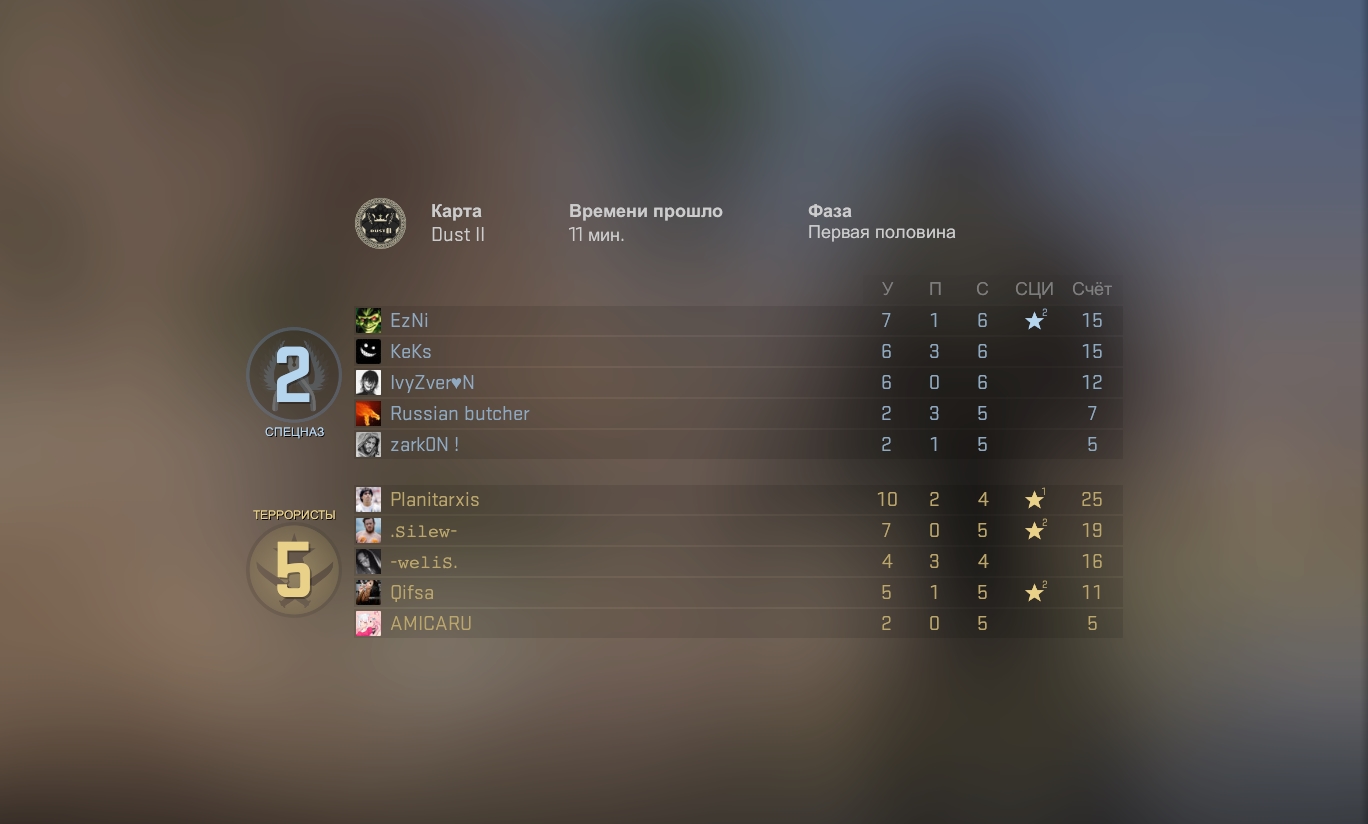 Карта Времени прошло Фаза
Dust II 11 мин. Первая половина
DUST II
У П С СЦИ Счёт
EzNi 7 1 6 ★2 15
KeKs 6 3 6 15
IvyZver♥N 6 0 6 12
Russian butcher 2 3 5 7
zarkON ! 2 1 5 5
2
СПЕЦНАЗ
Planitarxis 10 2 4 ★1 25
.Silew- 7 0 5 ★2 19
-weliS. 4 3 4 16
Qifsa 5 1 5 ★2 11
AMICARU 2 0 5 5
ТЕРРОРИСТЫ
5